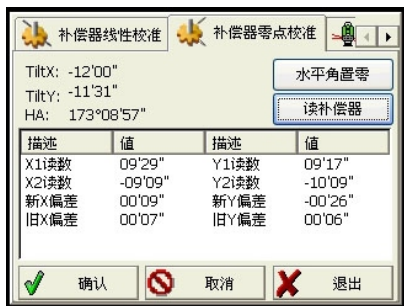 补偿器线性校准 补偿器零点校准
TiltX: -12'00"
TiltY: -11'31"
HA: 173°08'57"
水平角置零
读补偿器
描述 值 描述 值
X1读数 09'29" Y1读数 09'17"
X2读数 -09'09" Y2读数 -10'09"
新X偏差 00'09" 新Y偏差 -00'26"
旧X偏差 00'07" 旧Y偏差 00'06"
确认 取消 退出